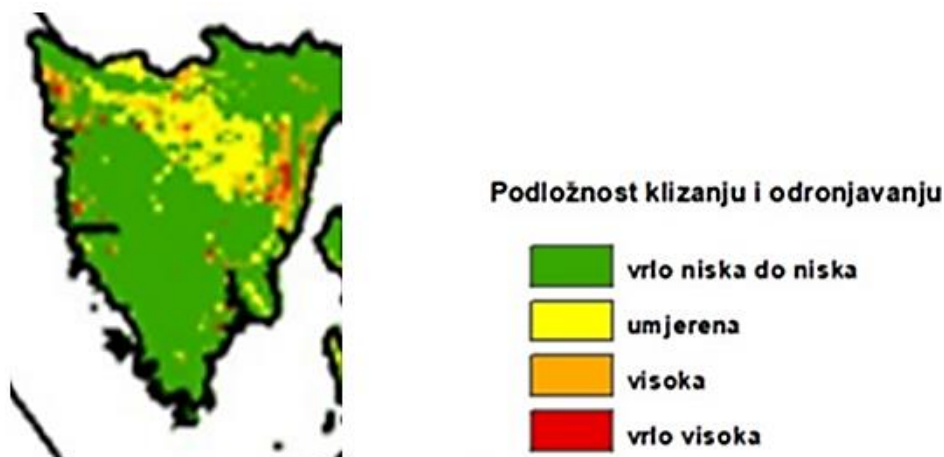 Podložnost klizanju i odronjavanju
vrlo niska do niska
umjerena
visoka
vrlo visoka